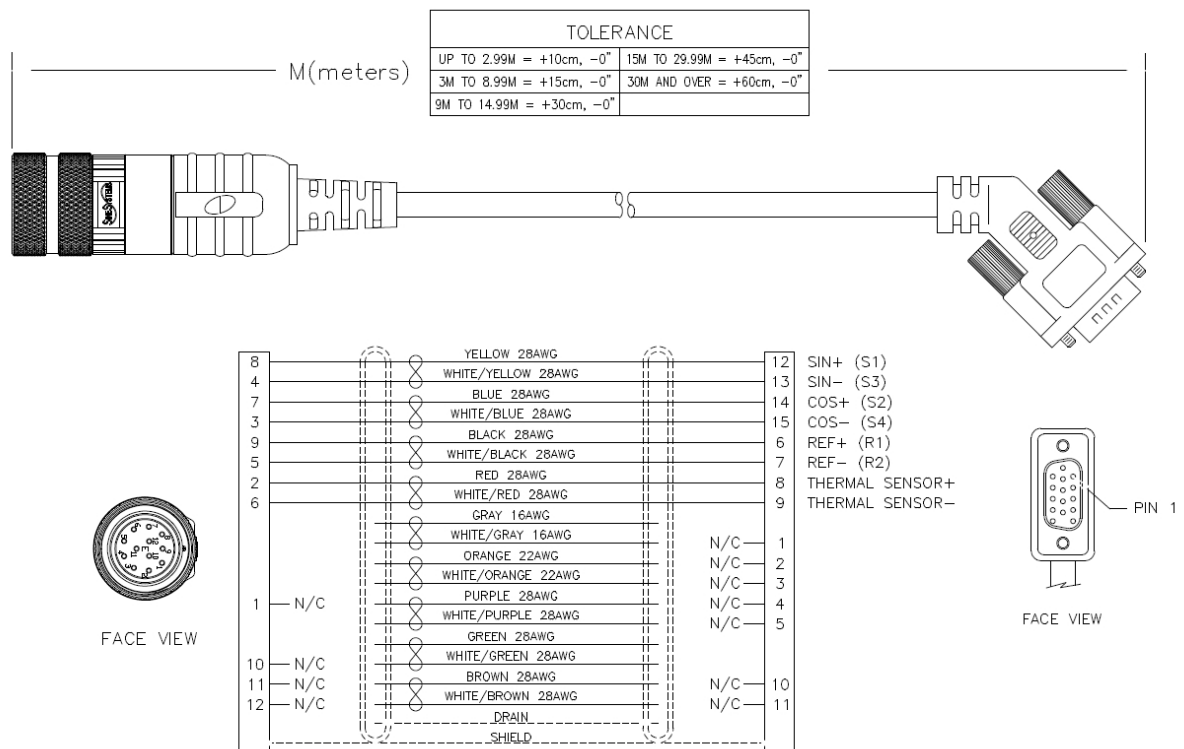 TOLERANCE
UP TO 2.99M = +10cm, -0" 15M TO 29.99M = +45cm, -0"
3M TO 8.99M = +15cm, -0" 30M AND OVER = +60cm, -0"
9M TO 14.99M = +30cm, -0"
M(meters)
8 YELLOW 28AWG 12 SIN+ (S1)
4 WHITE/YELLOW 28AWG 13 SIN- (S3)
7 BLUE 28AWG 14 COS+ (S2)
3 WHITE/BLUE 28AWG 15 COS- (S4)
9 BLACK 28AWG 6 REF+ (R1)
5 WHITE/BLACK 28AWG 7 REF- (R2)
2 RED 28AWG 8 THERMAL SENSOR+
6 WHITE/RED 28AWG 9 THERMAL SENSOR-
GRAY 16AWG
WHITE/GRAY 16AWG N/C 1
ORANGE 22AWG N/C 2
WHITE/ORANGE 22AWG N/C 3
1 N/C PURPLE 28AWG N/C 4
WHITE/PURPLE 28AWG N/C 5
GREEN 28AWG
10 N/C WHITE/GREEN 28AWG
11 N/C BROWN 28AWG N/C 10
12 N/C WHITE/BROWN 28AWG N/C 11
DRAIN
SHIELD
FACE VIEW
PIN 1
FACE VIEW